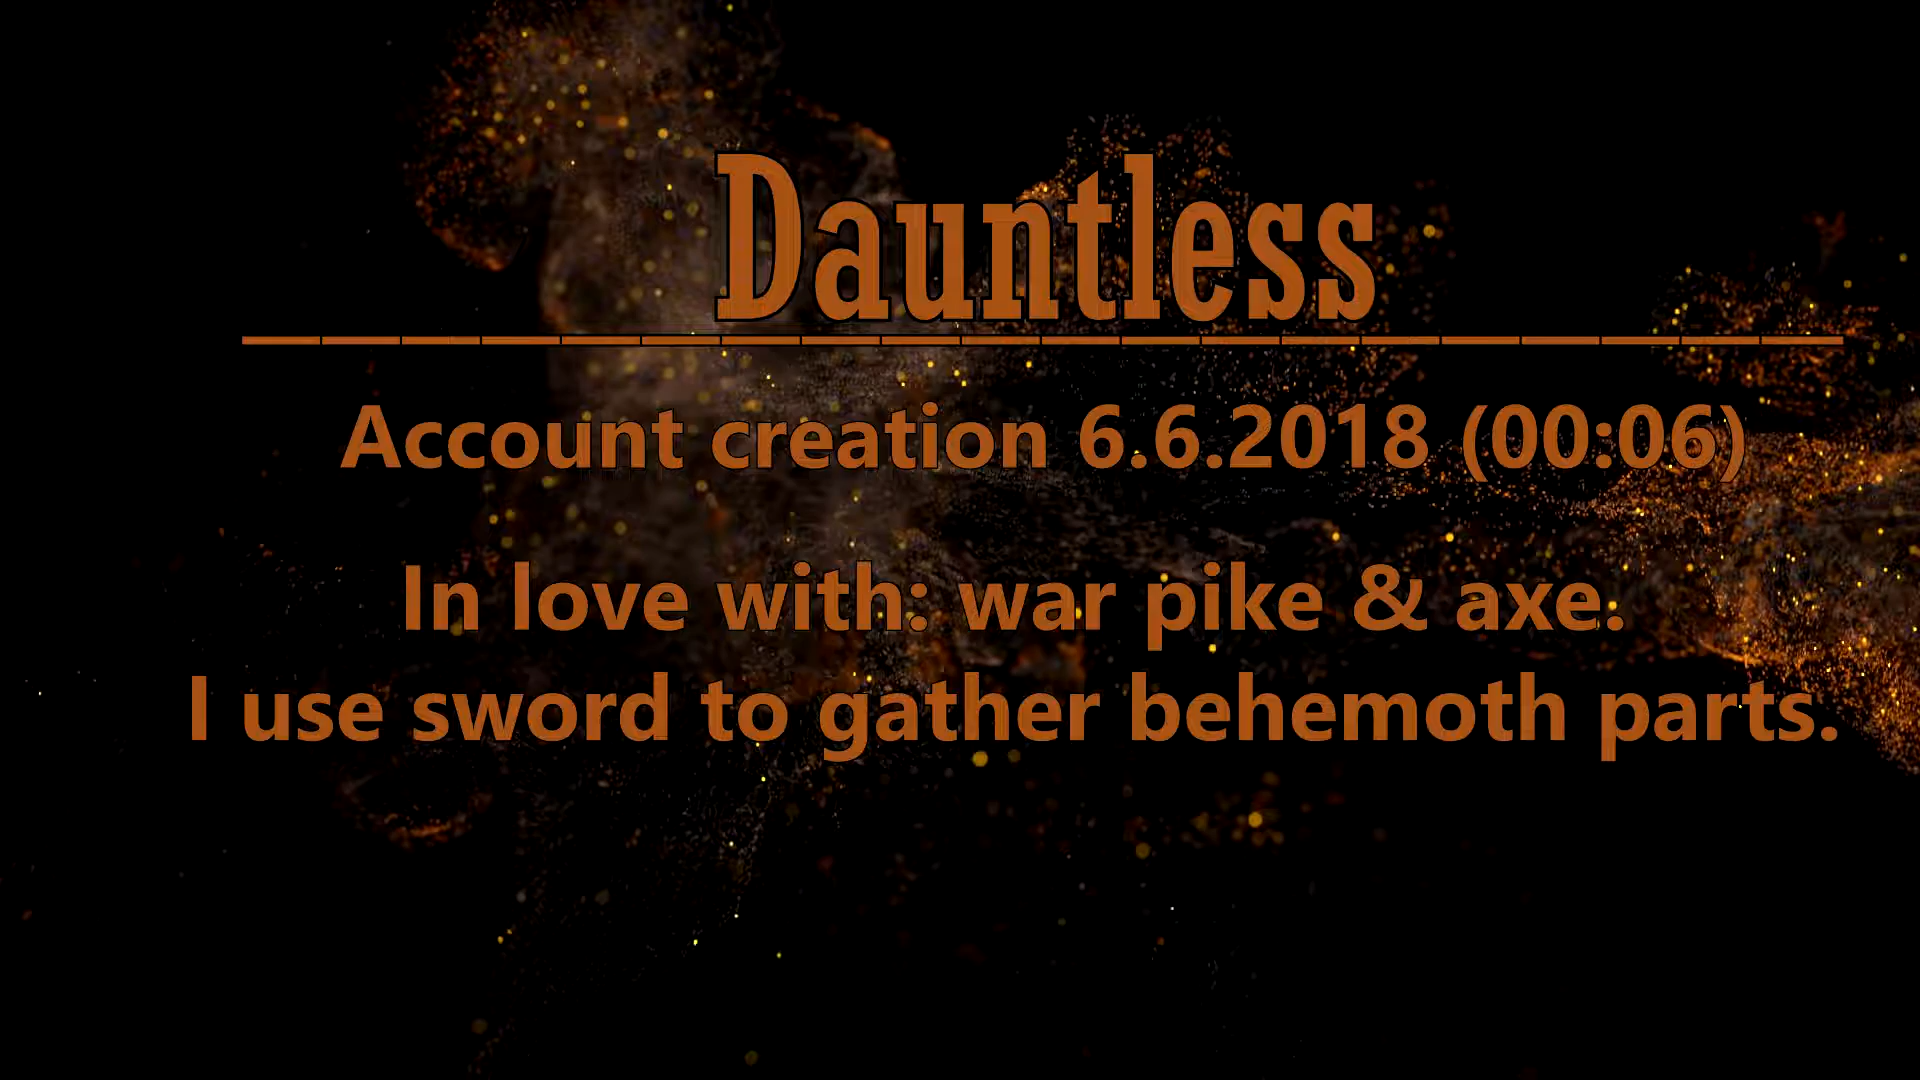 Dauntless
Account creation 6.6.2018 (00:06)
In love with: war pike & axe.
I use sword to gather behemoth parts.